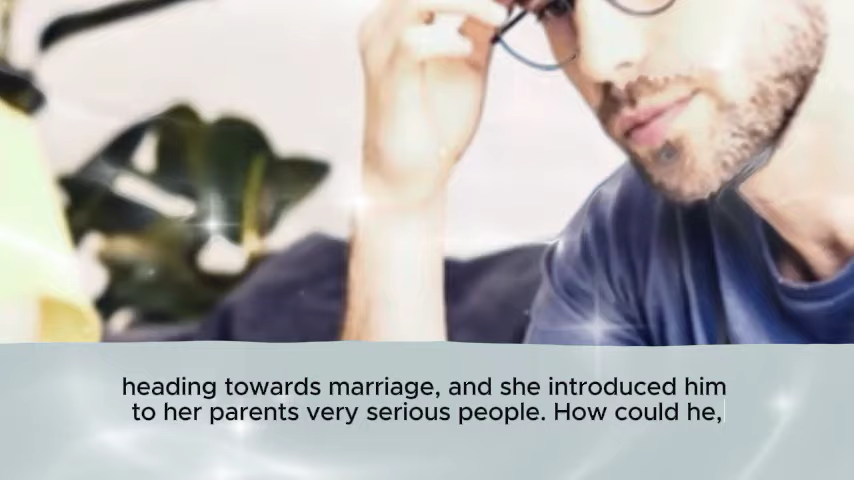 heading towards marriage, and she introduced him
to her parents very serious people. How could he,